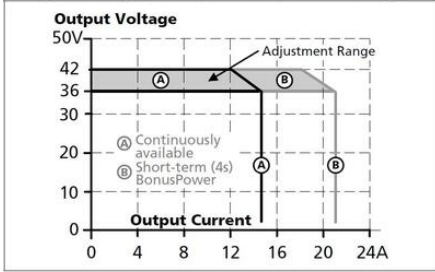 Output Voltage
50V
42
Adjustment Range
A
B
36
30
A Continuously
available
20
B Short-term (4s)
BonusPower
A
B
10
Output Current
0
0 4 8 12 16 20 24A